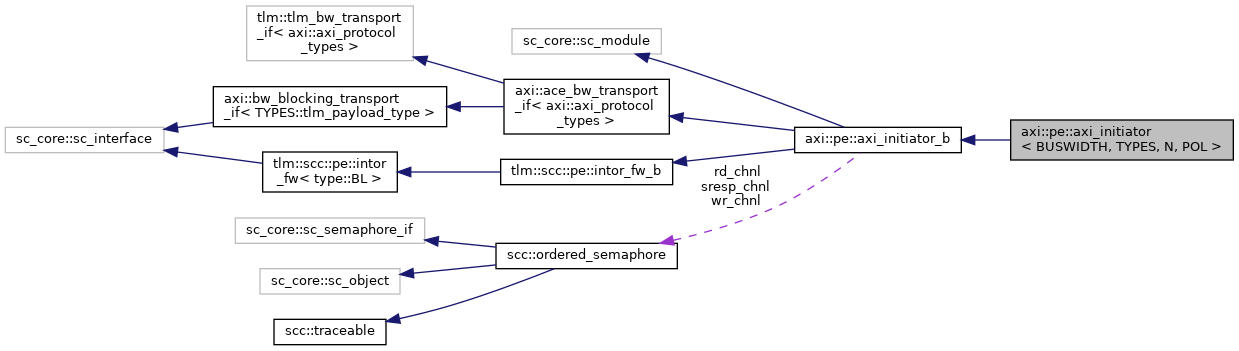 tlm::tlm_bw_transport
_if< axi::axi_protocol
_types >
sc_core::sc_module
axi::ace_bw_transport
_if< axi::axi_protocol
_types >
axi::bw_blocking_transport
_if< TYPES::tlm_payload_type >
sc_core::sc_interface
axi::pe::axi_initiator_b
axi::pe::axi_initiator
< BUSWIDTH, TYPES, N, POL >
tlm::scc::pe::intor
_fw< type::BL >
tlm::scc::pe::intor_fw_b
rd_chnl
sresp_chnl
wr_chnl
sc_core::sc_semaphore_if
scc::ordered_semaphore
sc_core::sc_object
scc::traceable